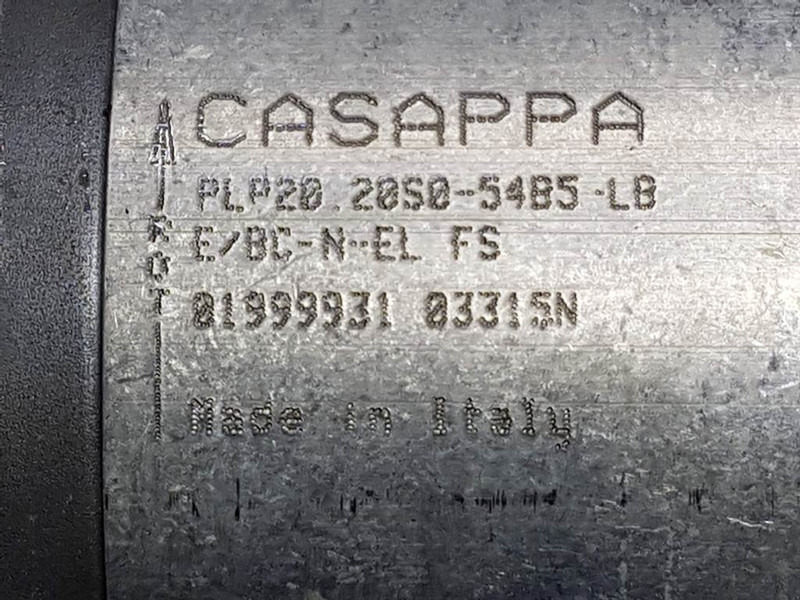 CASAPPA
PLP20.20S0-54B5-LB
E/BC-N-EL FS
01999931 03315N
Made in Italy